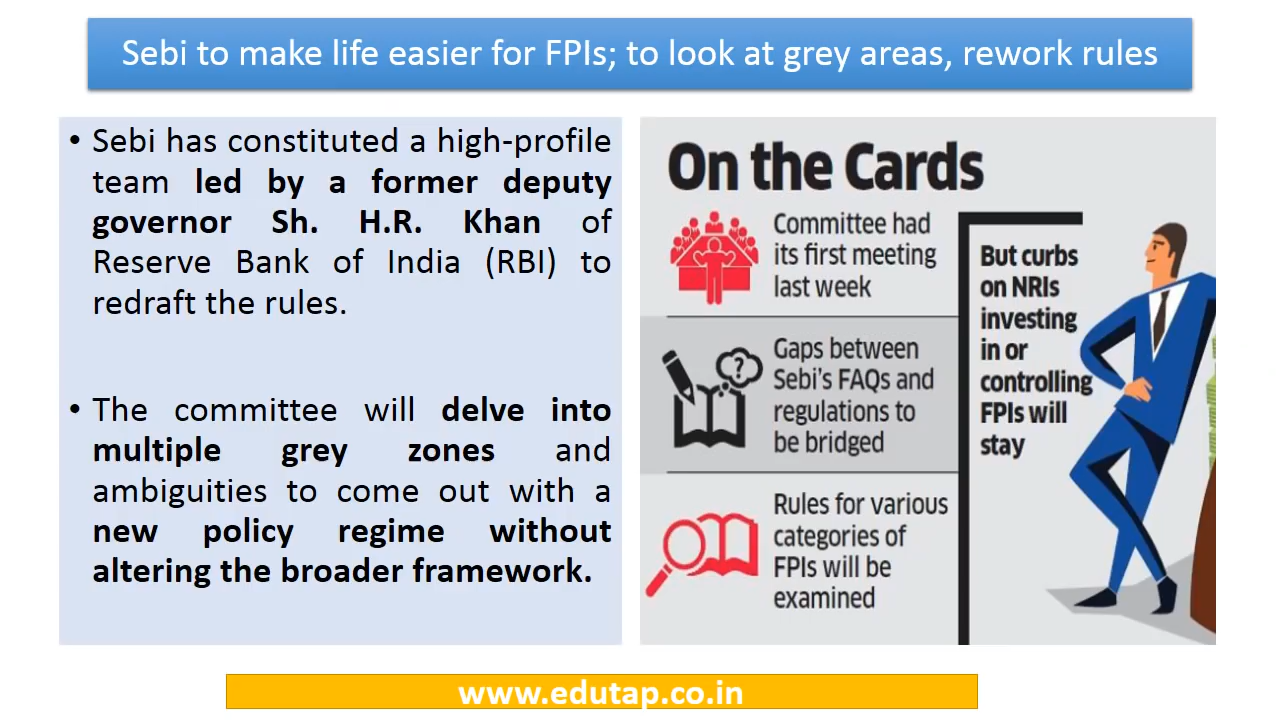 Sebi to make life easier for FPIs; to look at grey areas, rework rules
• Sebi has constituted a high-profile
team led by a former deputy
governor Sh. H.R. Khan of
Reserve Bank of India (RBI) to
redraft the rules.
• The committee will delve into
multiple grey zones and
ambiguities to come out with a
new policy regime without
altering the broader framework.
On the Cards
Committee had
its first meeting
last week
?
Gaps between
Sebi's FAQs and
regulations to
be bridged
Rules for various
categories of
FPIs will be
examined
But curbs
on NRIs
investing
in or
controlling
FPIs will
stay
www.edutap.co.in